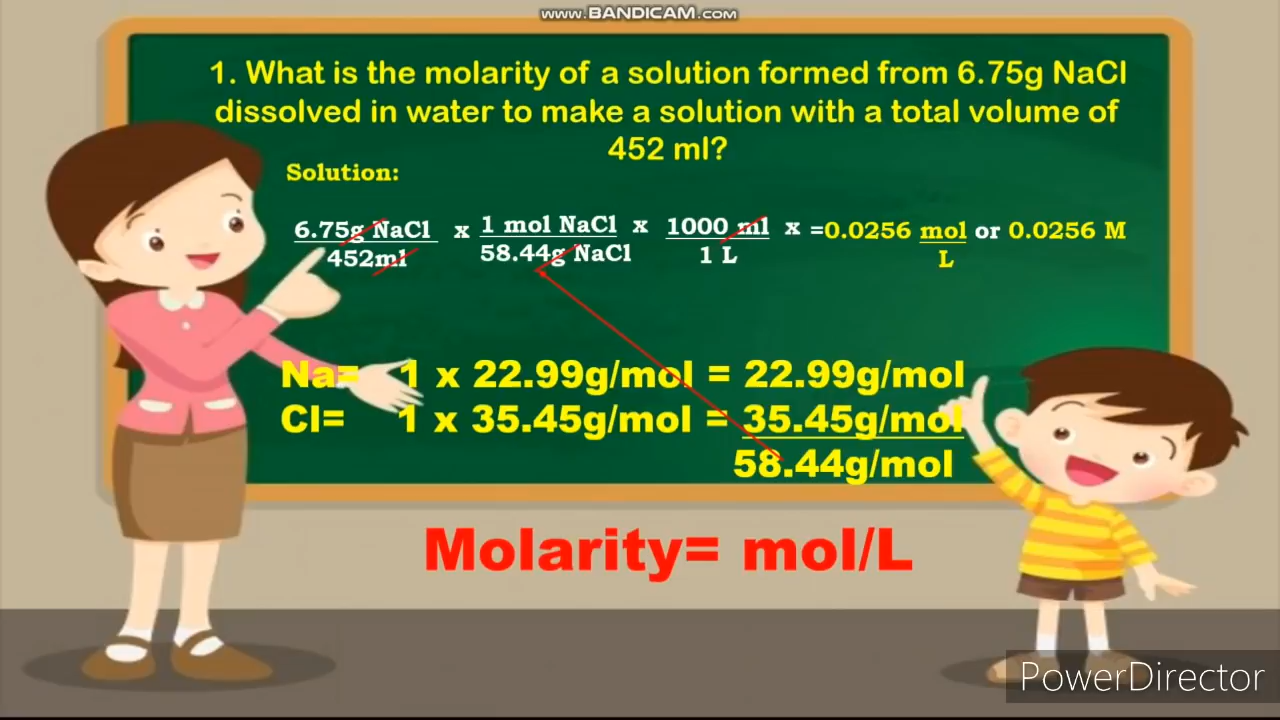 www.BANDICAM.com
1. What is the molarity of a solution formed from 6.75g NaCl
dissolved in water to make a solution with a total volume of
452 ml?
Solution:
6.75g NaCl x 1 mol NaCl x 1000 ml x =0.0256 mol or 0.0256 M
452ml 58.44g NaCl 1 L L
Na= 1 x 22.99g/mol = 22.99g/mol
Cl= 1 x 35.45g/mol = 35.45g/mol
58.44g/mol
Molarity= mol/L
PowerDirector